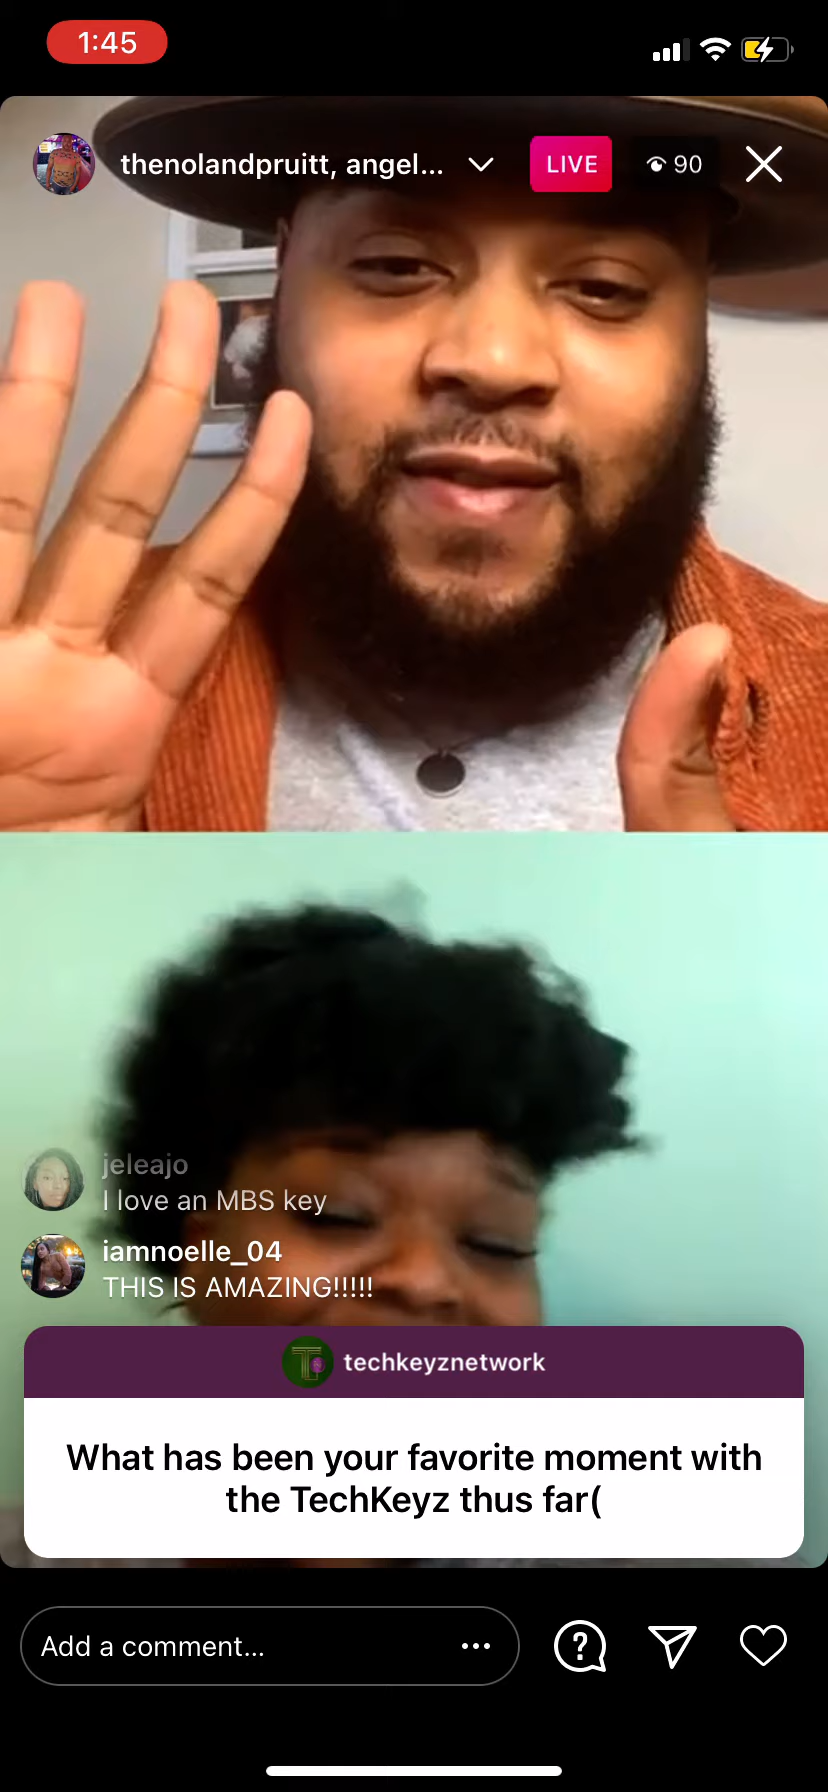 1:45
thenolandpruitt, angel...
LIVE
90
jeleajo
I love an MBS key
iamnoelle_04
THIS IS AMAZING!!!!!
techkeyznetwork
What has been your favorite moment with
the TechKeyz thus far(
Add a comment...